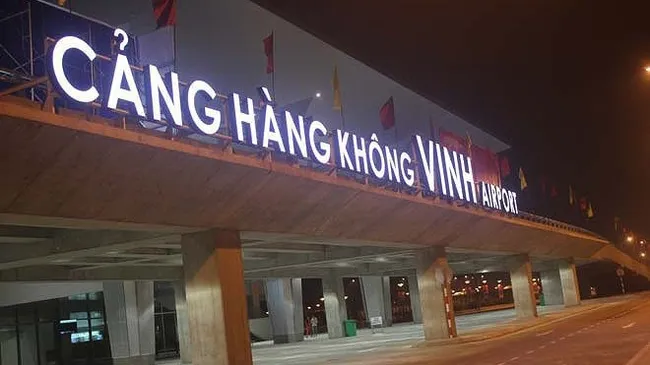 CẢNG HÀNG KHÔNG VINH AIRPORT